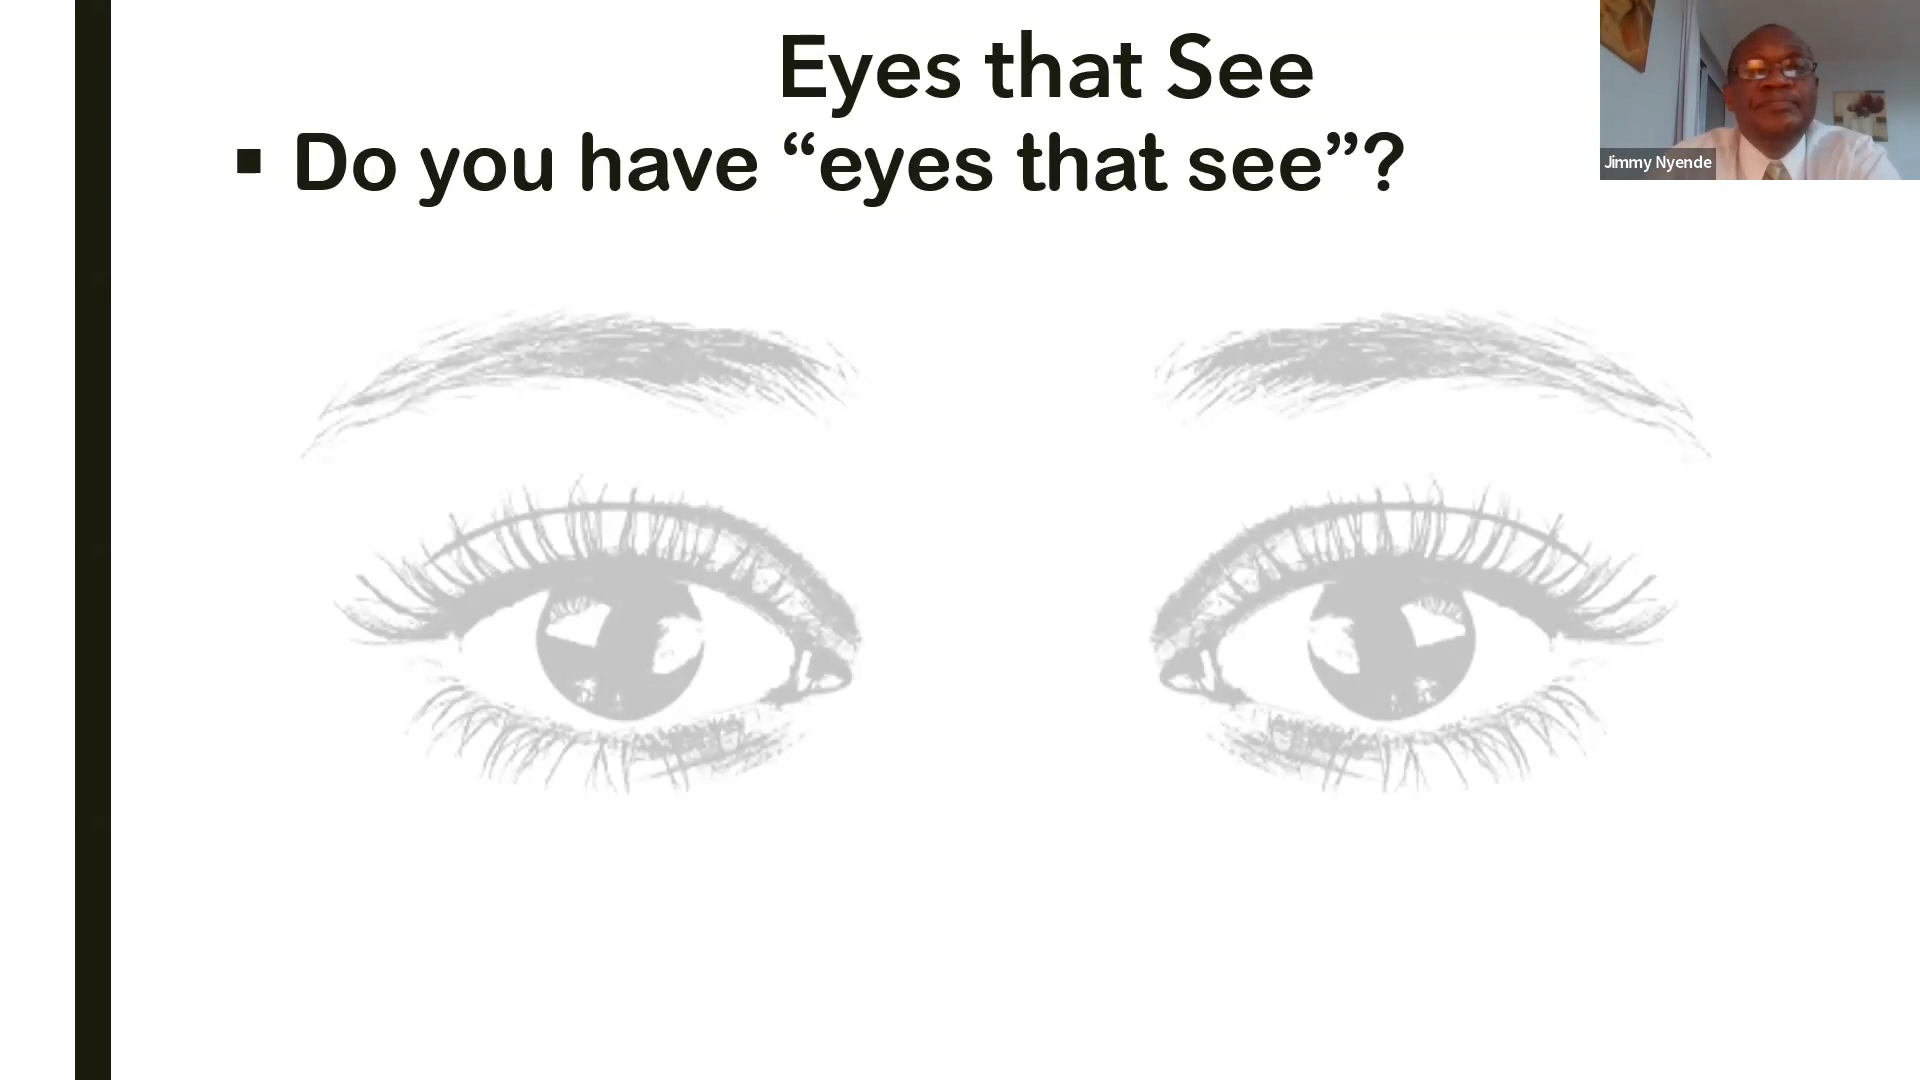 Eyes that See
▪ Do you have “eyes that see”?
Jimmy Nyende